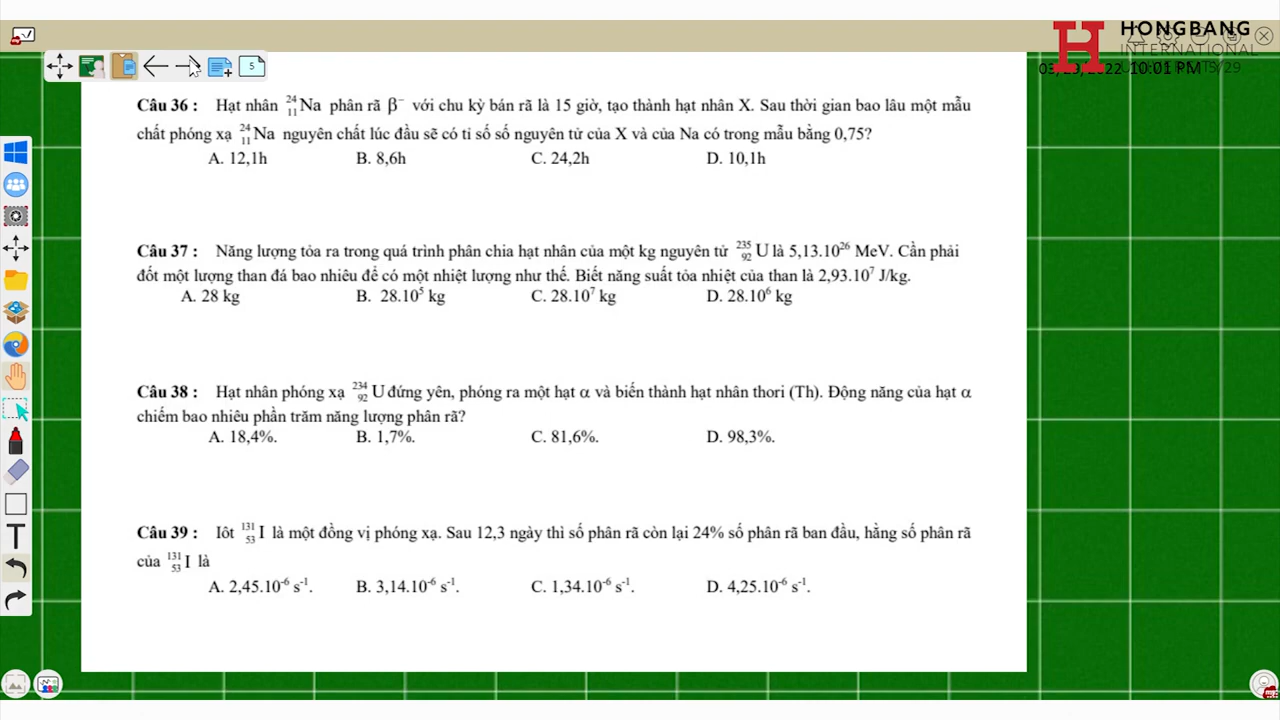 HONGBANG
INTERNATIONAL
UNIVERSITY
03/29/2022 10:01 PM 5/29
5
Câu 36 : Hạt nhân ²⁴₁₁Na phân rã β⁻ với chu kỳ bán rã là 15 giờ, tạo thành hạt nhân X. Sau thời gian bao lâu một mẫu
chất phóng xạ ²⁴₁₁Na nguyên chất lúc đầu sẽ có tỉ số số nguyên tử của X và của Na có trong mẫu bằng 0,75?
A. 12,1h B. 8,6h C. 24,2h D. 10,1h
Câu 37 : Năng lượng tỏa ra trong quá trình phân chia hạt nhân của một kg nguyên tử ²³⁵₉₂U là 5,13.10²⁶ MeV. Cần phải
đốt một lượng than đá bao nhiêu để có một nhiệt lượng như thế. Biết năng suất tỏa nhiệt của than là 2,93.10⁷ J/kg.
A. 28 kg B. 28.10⁵ kg C. 28.10⁷ kg D. 28.10⁶ kg
Câu 38 : Hạt nhân phóng xạ ²³⁴₉₂U đứng yên, phóng ra một hạt α và biến thành hạt nhân thori (Th). Động năng của hạt α
chiếm bao nhiêu phần trăm năng lượng phân rã?
A. 18,4%. B. 1,7%. C. 81,6%. D. 98,3%.
Câu 39 : Iôt ¹³¹₅₃I là một đồng vị phóng xạ. Sau 12,3 ngày thì số phân rã còn lại 24% số phân rã ban đầu, hằng số phân rã
của ¹³¹₅₃I là
A. 2,45.10⁻⁶ s⁻¹. B. 3,14.10⁻⁶ s⁻¹. C. 1,34.10⁻⁶ s⁻¹. D. 4,25.10⁻⁶ s⁻¹.